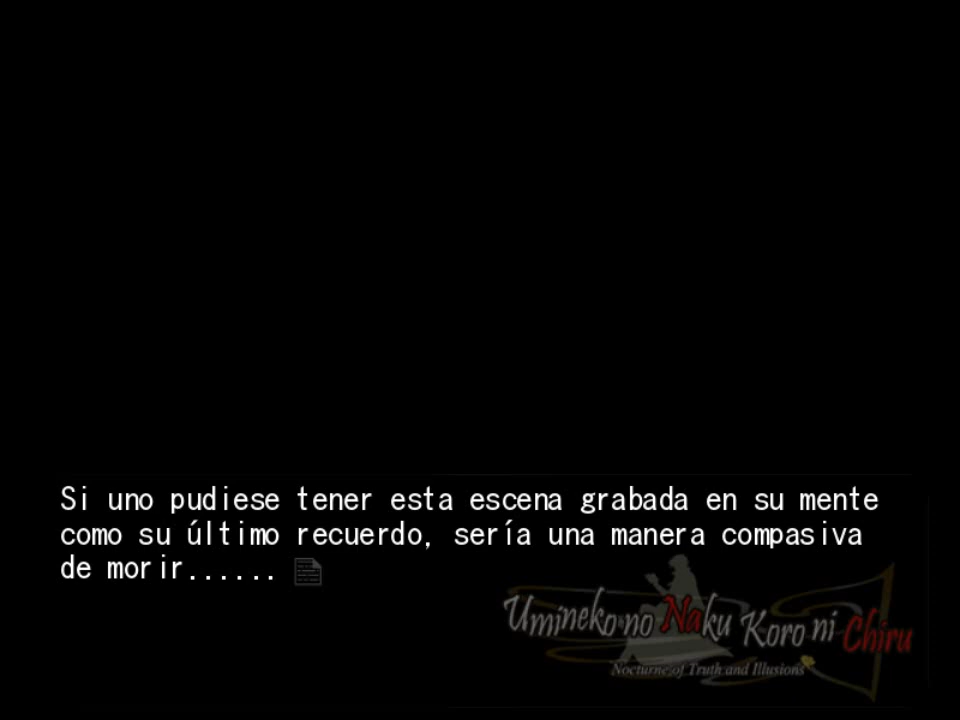 Si uno pudiese tener esta escena grabada en su mente
como su último recuerdo, sería una manera compasiva
de morir......
Umineko no Naku Koro ni Chiru
Nocturne of Truth and Illusions